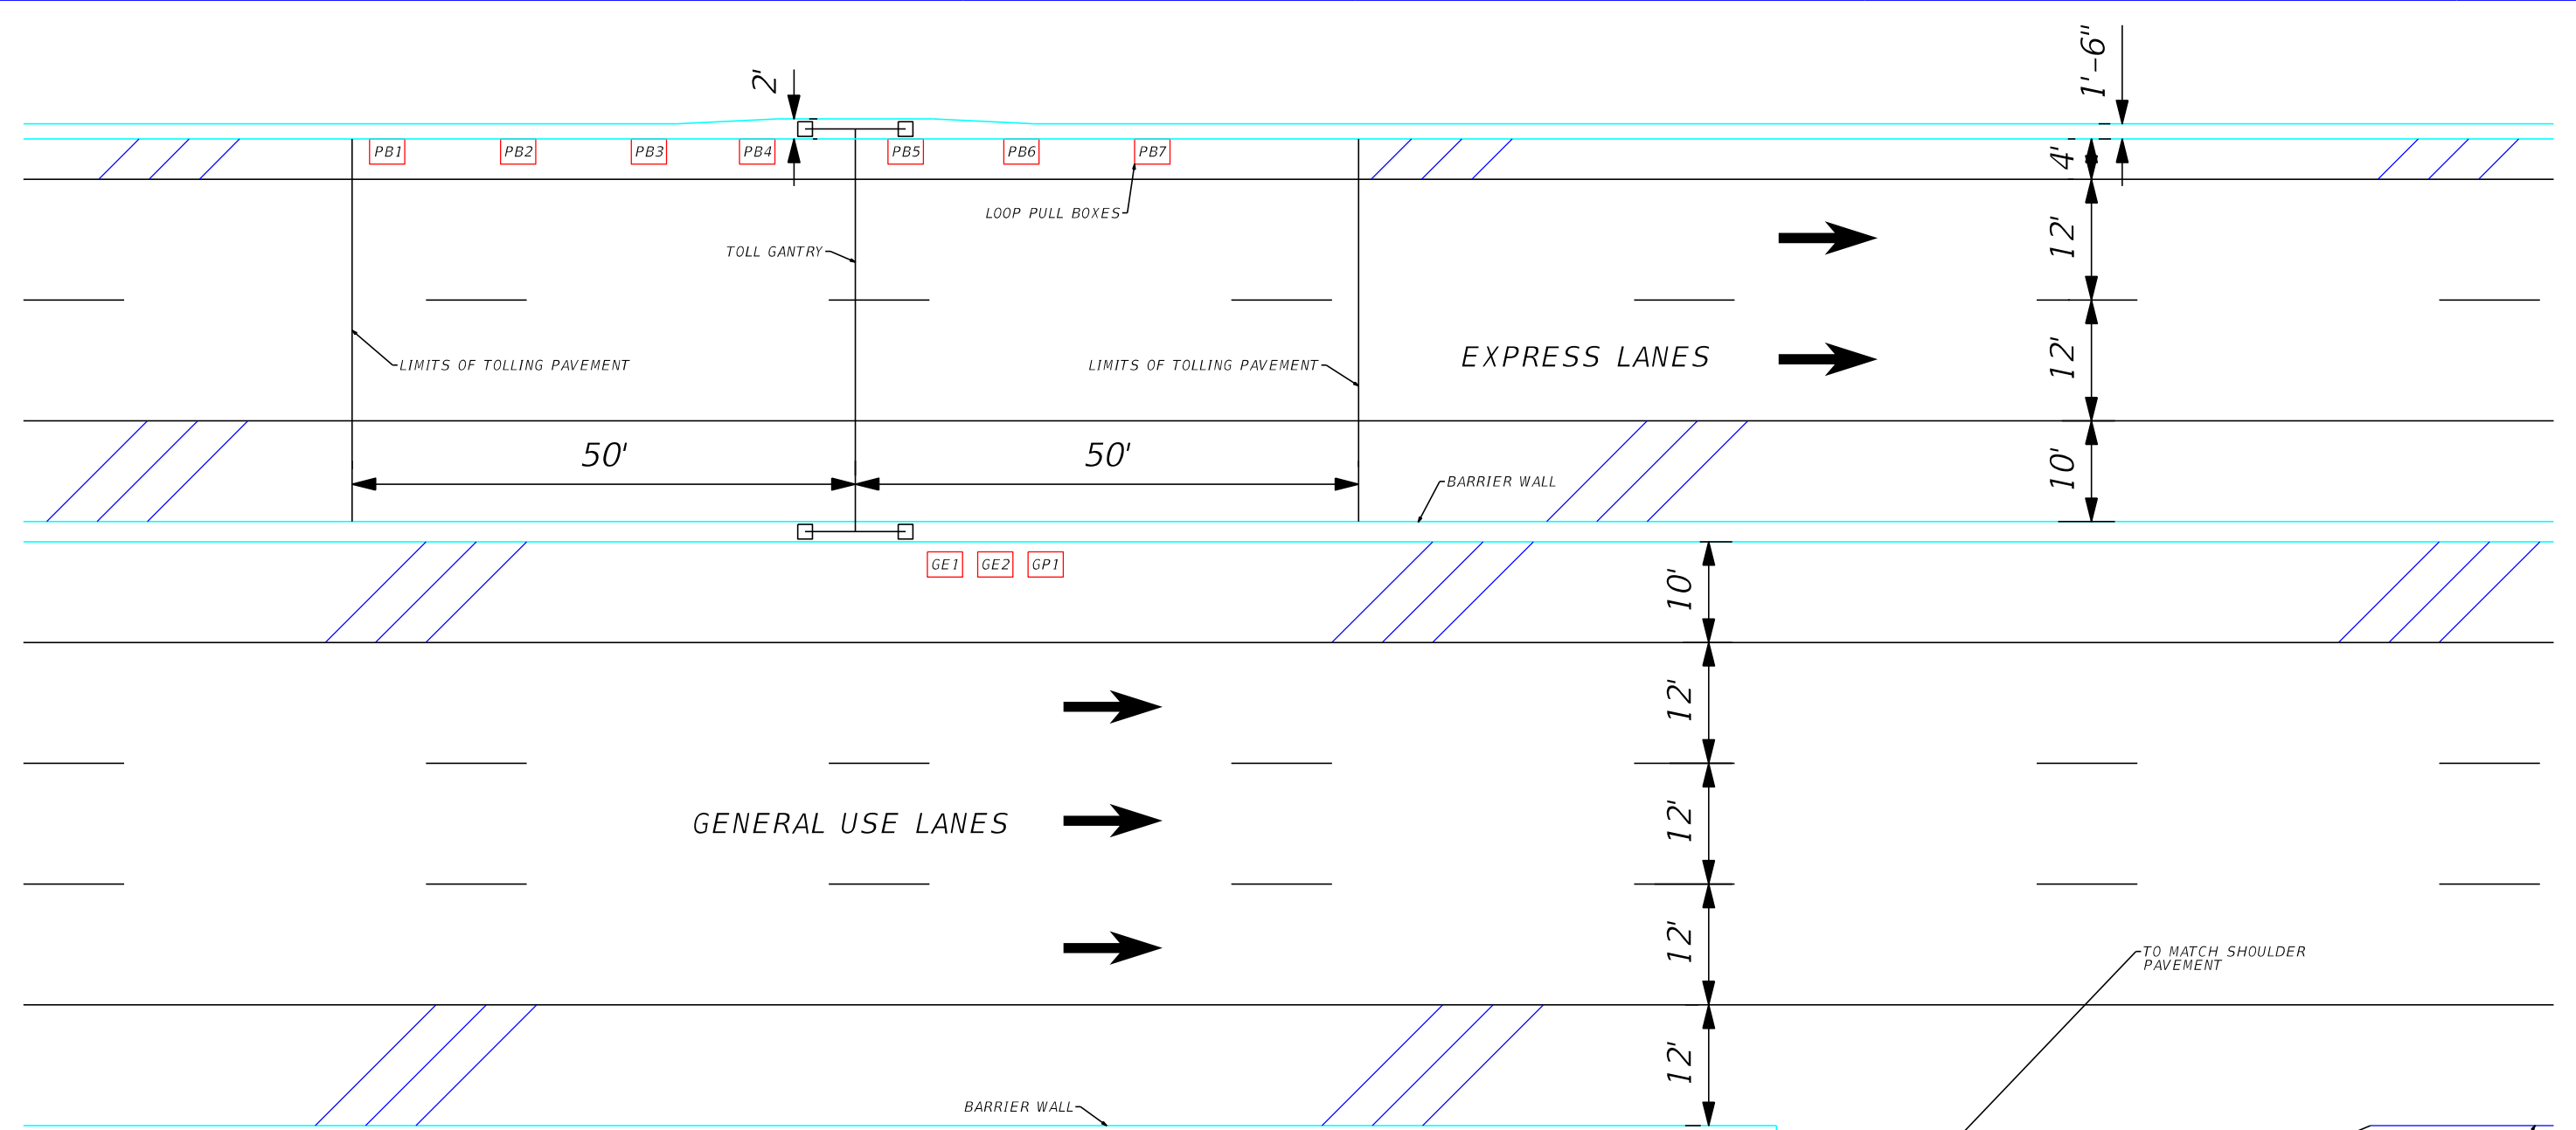 1'-6"
2'
PB1 PB2 PB3 PB4 PB5 PB6 PB7
4'
LOOP PULL BOXES
12'
TOLL GANTRY
EXPRESS LANES
12'
LIMITS OF TOLLING PAVEMENT
LIMITS OF TOLLING PAVEMENT
50'
50'
10'
BARRIER WALL
GE1 GE2 GP1
10'
12'
GENERAL USE LANES
12'
12'
TO MATCH SHOULDER
PAVEMENT
12'
BARRIER WALL